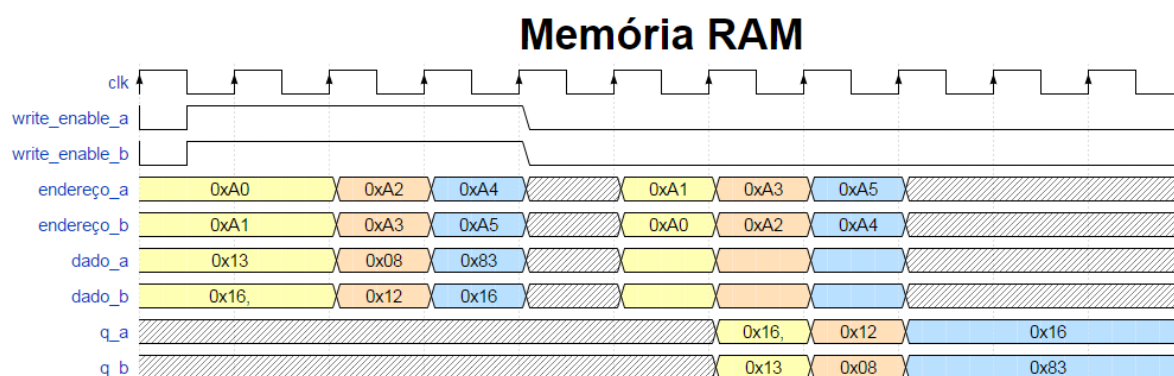 Memória RAM
clk
write_enable_a
write_enable_b
endereço_a 0xA0 0xA2 0xA4 0xA1 0xA3 0xA5
endereço_b 0xA1 0xA3 0xA5 0xA0 0xA2 0xA4
dado_a 0x13 0x08 0x83
dado_b 0x16, 0x12 0x16
q_a 0x16, 0x12 0x16
q_b 0x13 0x08 0x83